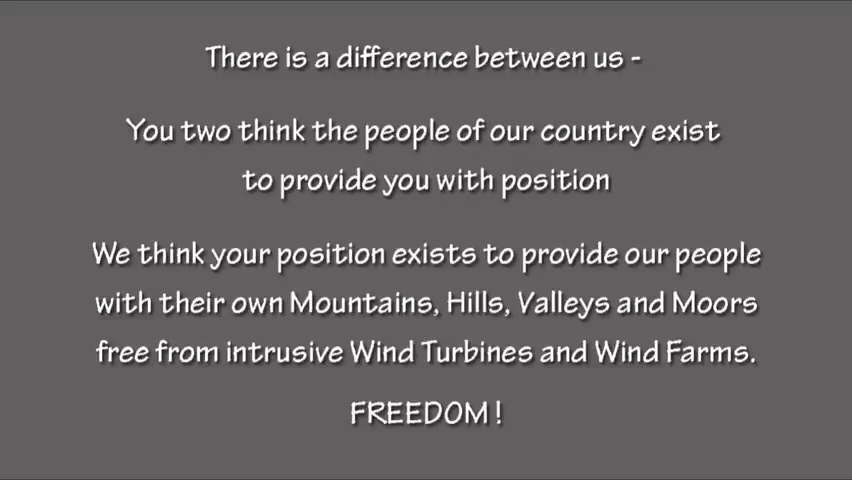 There is a difference between us -
You two think the people of our country exist
to provide you with position
We think your position exists to provide our people
with their own Mountains, Hills, Valleys and Moors
free from intrusive Wind Turbines and Wind Farms.
FREEDOM !